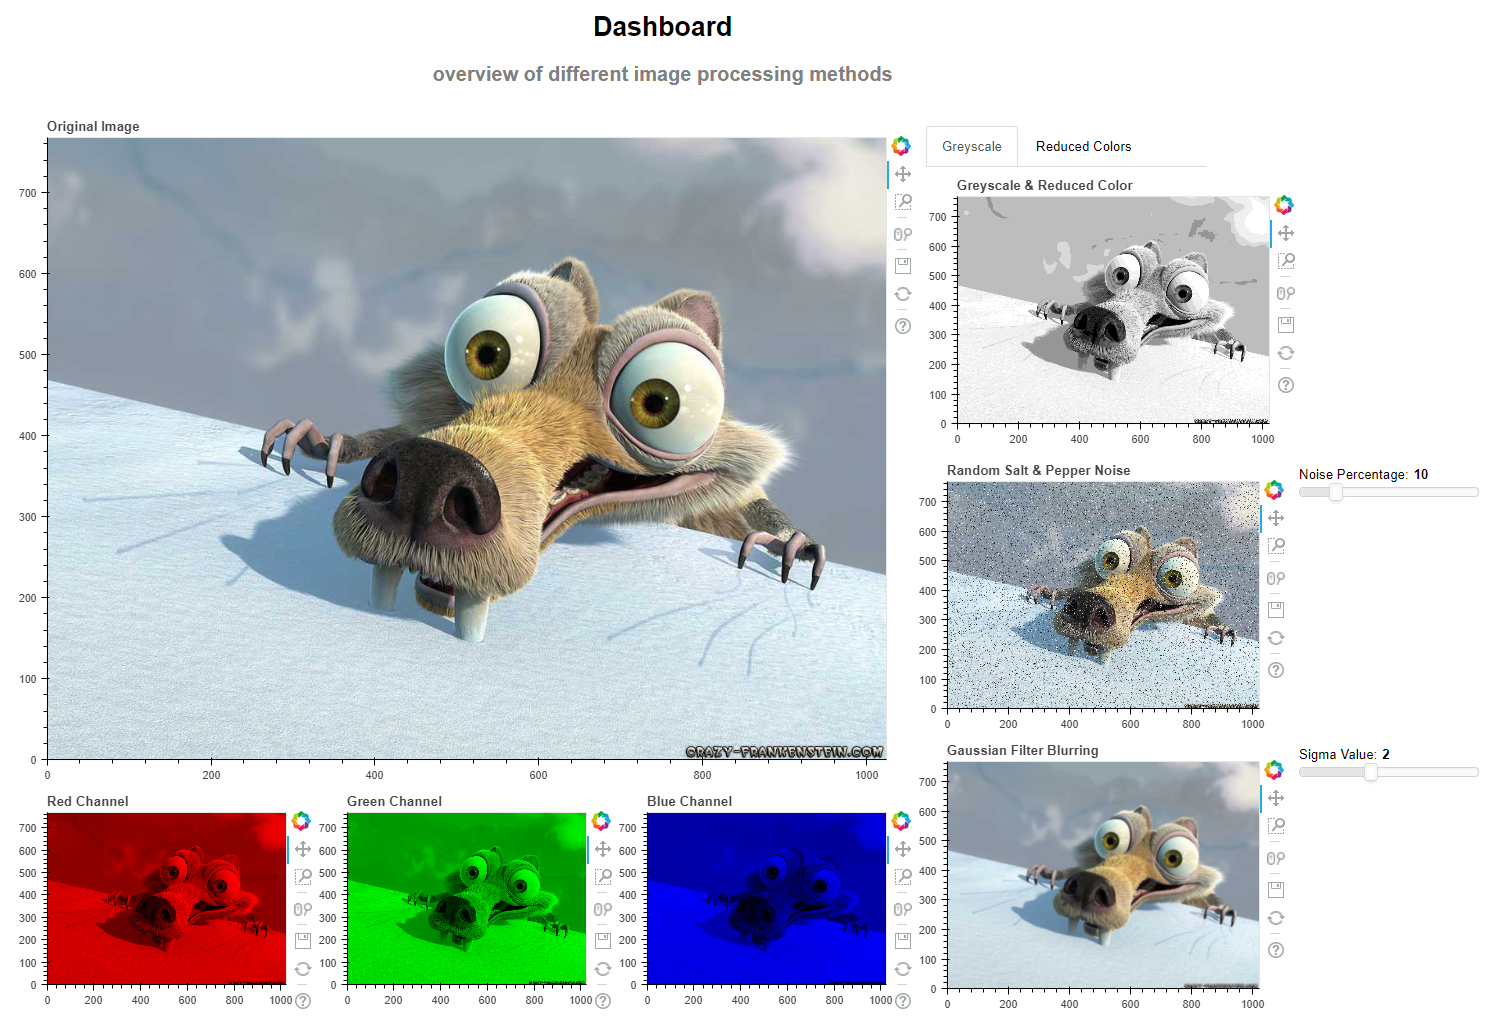 Dashboard
overview of different image processing methods
Original Image
700
600
500
400
300
200
100
0
0 200 400 600 800 1000
CRAZY-FRANKENSTEIN.COM
Greyscale Reduced Colors
Greyscale & Reduced Color
700
600
500
400
300
200
100
0
0 200 400 600 800 1000
Random Salt & Pepper Noise
700
600
500
400
300
200
100
0
0 200 400 600 800 1000
Noise Percentage: 10
Gaussian Filter Blurring
700
600
500
400
300
200
100
0
0 200 400 600 800 1000
Sigma Value: 2
Red Channel
700
600
500
400
300
200
100
0
0 200 400 600 800 1000
Green Channel
700
600
500
400
300
200
100
0
0 200 400 600 800 1000
Blue Channel
700
600
500
400
300
200
100
0
0 200 400 600 800 1000